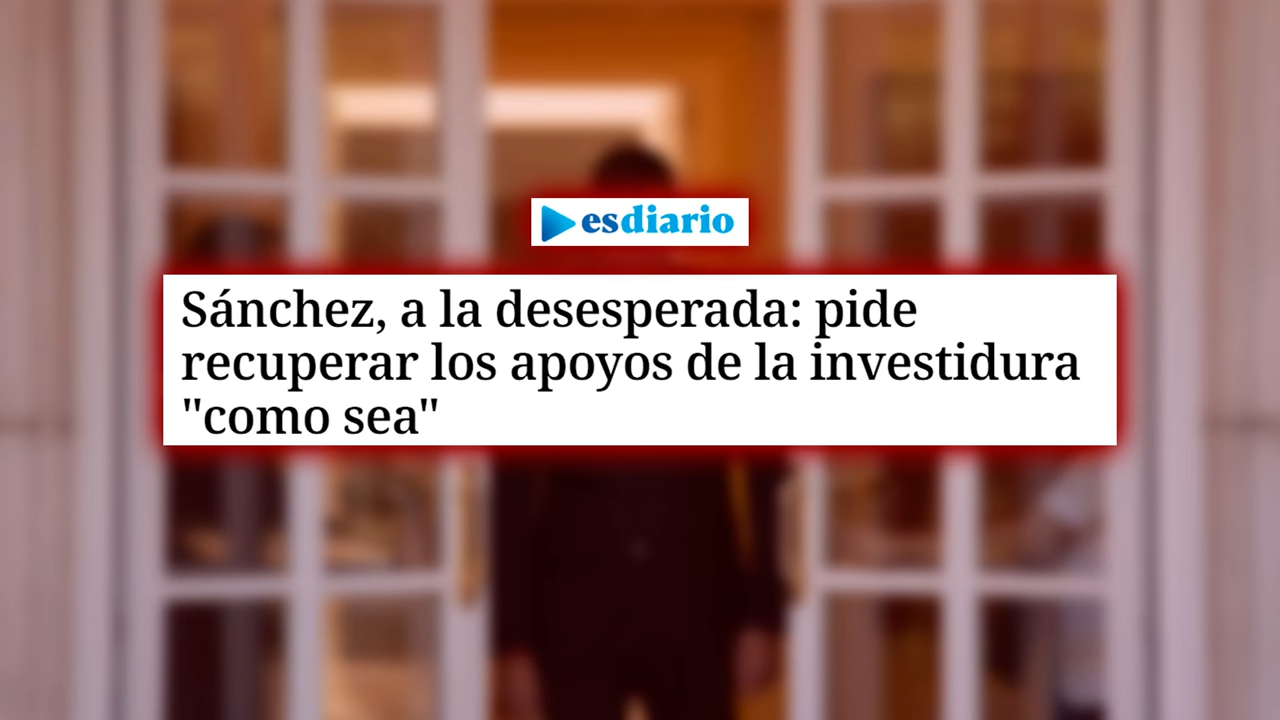 esdiario
Sánchez, a la desesperada: pide
recuperar los apoyos de la investidura
"como sea"